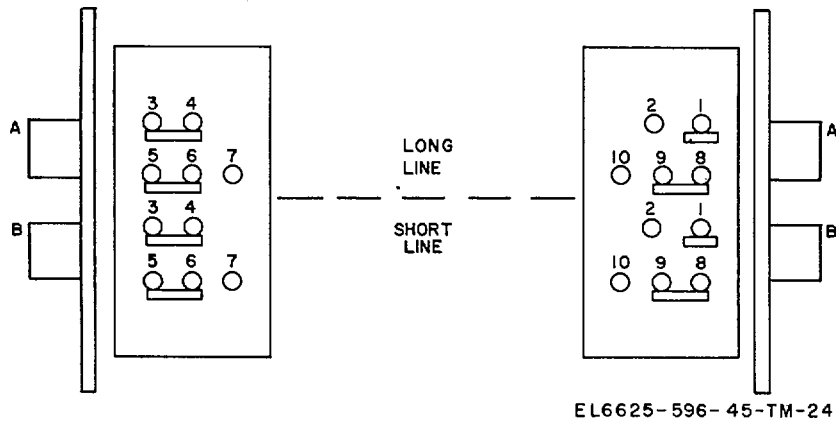 3 4
2 1
A
A
LONG
LINE
5 6 7
10 9 8
B
B
3 4
SHORT
LINE
2 1
5 6 7
10 9 8
EL6625-596-45-TM-24